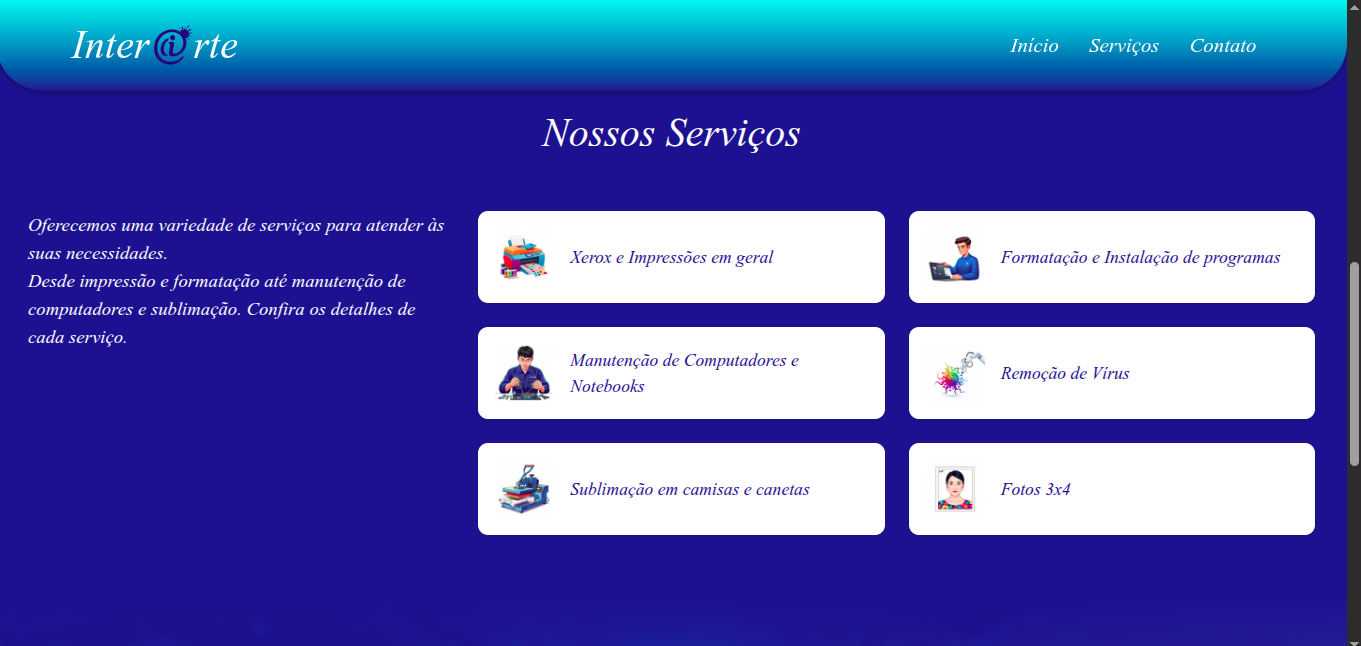 Inter@rte
Início
Serviços
Contato
Nossos Serviços
Oferecemos uma variedade de serviços para atender às
suas necessidades.
Desde impressão e formatação até manutenção de
computadores e sublimação. Confira os detalhes de
cada serviço.
Xerox e Impressões em geral
Formatação e Instalação de programas
Manutenção de Computadores e
Notebooks
Remoção de Vírus
Sublimação em camisas e canetas
Fotos 3x4